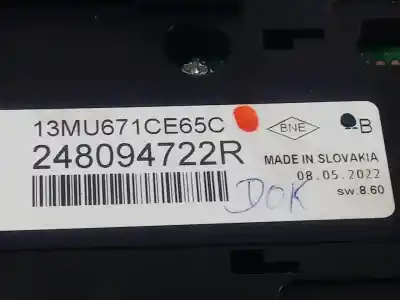 13MU671CE65C
BNE
B
248094722R
MADE IN SLOVAKIA
08.05.2022
sw:8.60
DOK